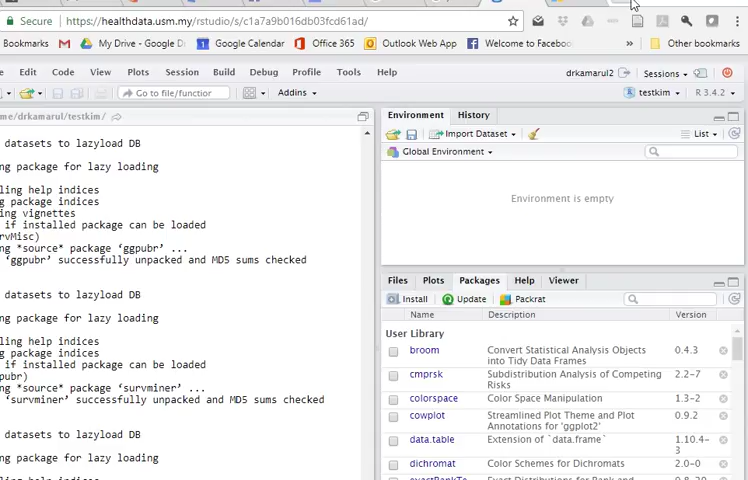 Secure https://healthdata.usm.my/rstudio/s/c1a7a9b016db03fcd61ad/
Bookmarks My Drive - Google D Google Calendar Office 365 Outlook Web App Welcome to Faceboo » Other bookmarks
Edit Code View Plots Session Build Debug Profile Tools Help drkamarul2 Sessions
Go to file/function Addins testkim R 3.4.2
me/drkamarul/testkim/
datasets to lazyload DB
ng package for lazy loading
ling help indices
ng package indices
ring vignettes
if installed package can be loaded
rvMisc)
ng *source* package ‘ggpubr’ ...
‘ggpubr’ successfully unpacked and MD5 sums checked
datasets to lazyload DB
ng package for lazy loading
ling help indices
ng package indices
if installed package can be loaded
pubr)
ng *source* package ‘survminer’ ...
‘survminer’ successfully unpacked and MD5 sums checked
datasets to lazyload DB
ng package for lazy loading
ling help indices
Environment History
Import Dataset List
Global Environment
Environment is empty
Files Plots Packages Help Viewer
Install Update Packrat
Name Description Version
User Library
broom Convert Statistical Analysis Objects into Tidy Data Frames 0.4.3
cmprsk Subdistribution Analysis of Competing Risks 2.2-7
colorspace Color Space Manipulation 1.3-2
cowplot Streamlined Plot Theme and Plot Annotations for 'ggplot2' 0.9.2
data.table Extension of `data.frame` 1.10.4-3
dichromat Color Schemes for Dichromats 2.0-0